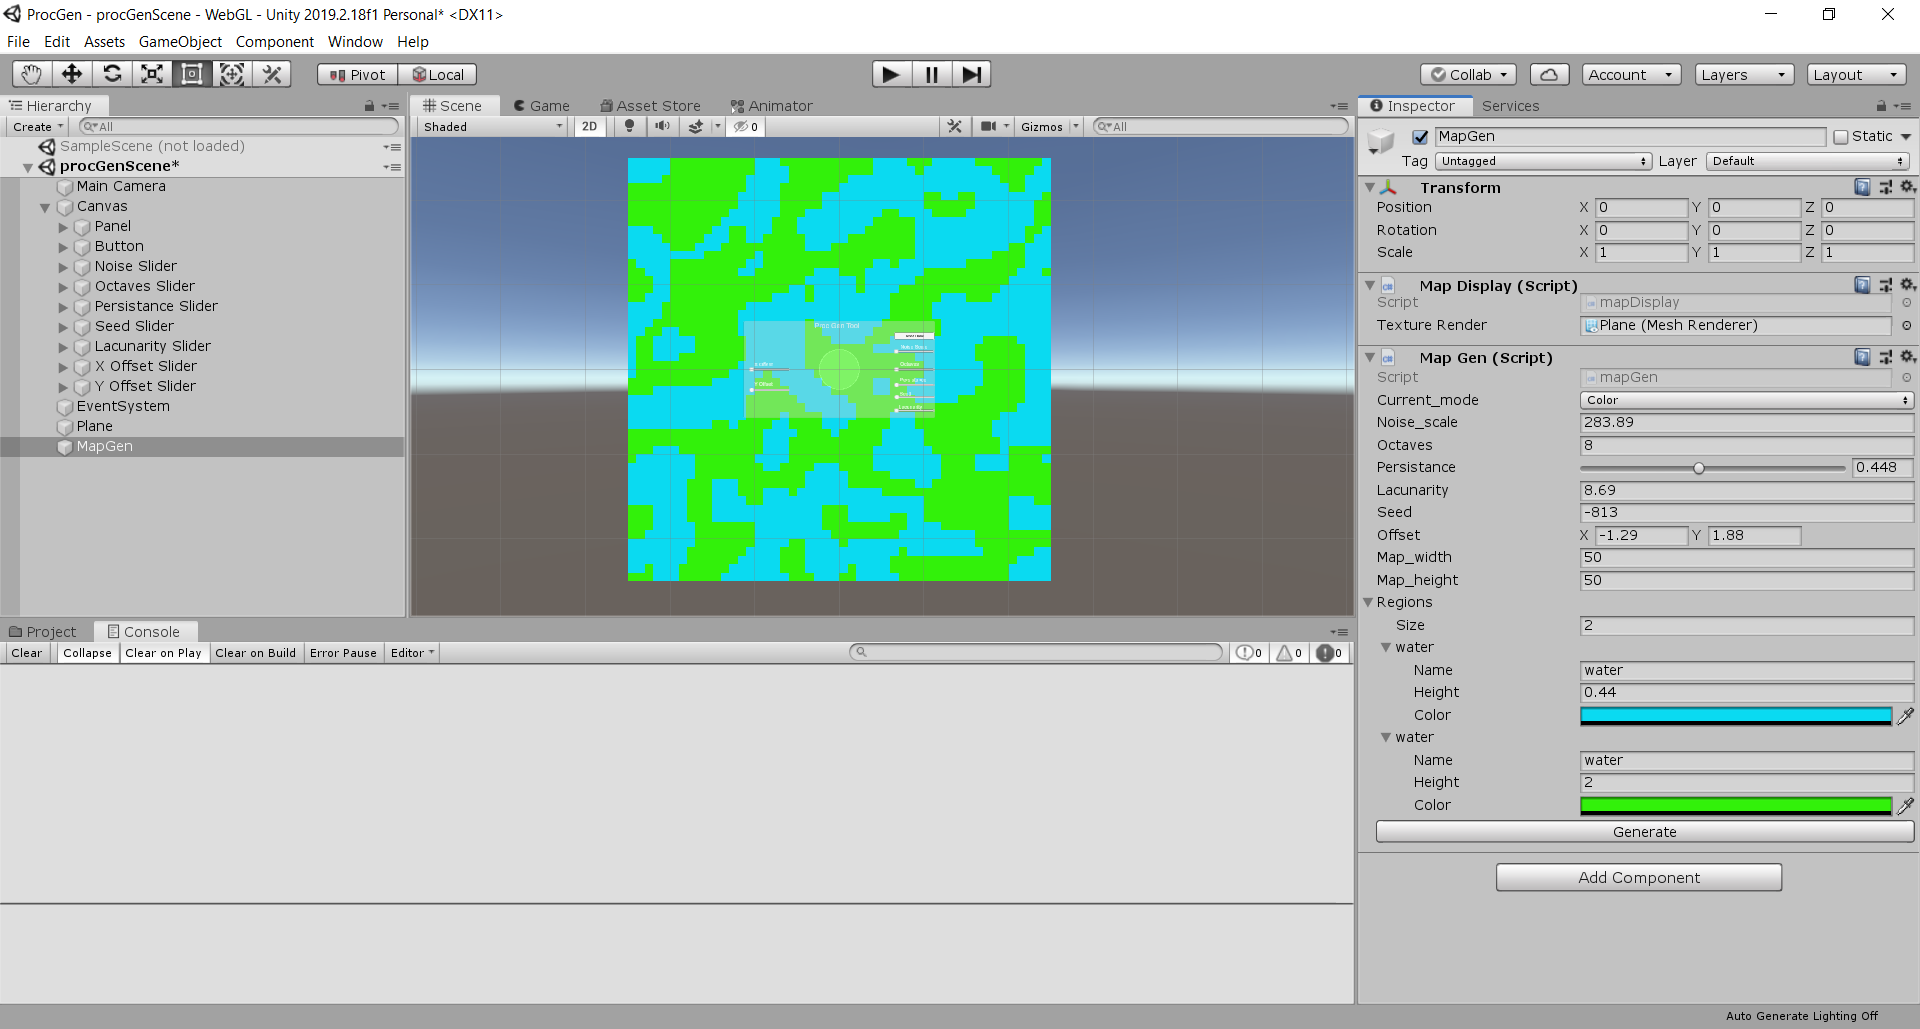 ProcGen - procGenScene - WebGL - Unity 2019.2.18f1 Personal* <DX11>
File Edit Assets GameObject Component Window Help
Pivot Local Collab Account Layers Layout
Hierarchy
Create All
SampleScene (not loaded)
procGenScene*
Main Camera
Canvas
Panel
Button
Noise Slider
Octaves Slider
Persistance Slider
Seed Slider
Lacunarity Slider
X Offset Slider
Y Offset Slider
EventSystem
Plane
MapGen
Scene Game Asset Store Animator
Shaded 2D 0 Gizmos All
Proc Gen Tool
Y Offset
Octaves
Seed
Lacunarity
Project Console
Clear Collapse Clear on Play Clear on Build Error Pause Editor 0 0 0
Inspector Services
MapGen Static
Tag Untagged Layer Default
Transform
Position X 0 Y 0 Z 0
Rotation X 0 Y 0 Z 0
Scale X 1 Y 1 Z 1
Map Display (Script)
Script mapDisplay
Texture Render Plane (Mesh Renderer)
Map Gen (Script)
Script mapGen
Current_mode Color
Noise_scale 283.89
Octaves 8
Persistance 0.448
Lacunarity 8.69
Seed -813
Offset X -1.29 Y 1.88
Map_width 50
Map_height 50
Regions
Size 2
water
Name water
Height 0.44
Color
water
Name water
Height 2
Color
Generate
Add Component
Auto Generate Lighting Off